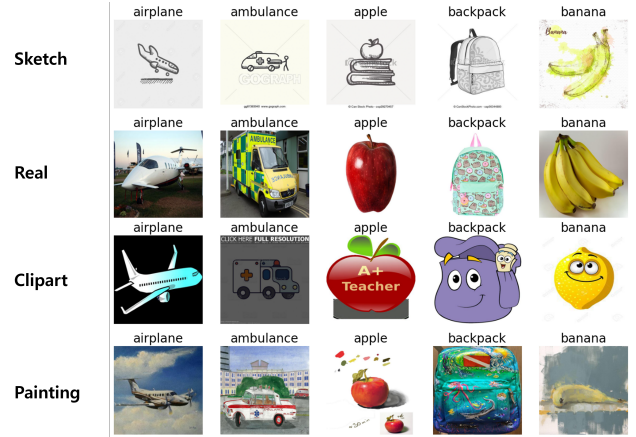 airplane ambulance apple backpack banana
Sketch
Banana
airplane ambulance apple backpack banana
Real
AMBULANCE
airplane ambulance apple backpack banana
CLICK HERE FULL RESOLUTION
Clipart
A+
Teacher
airplane ambulance apple backpack banana
Painting